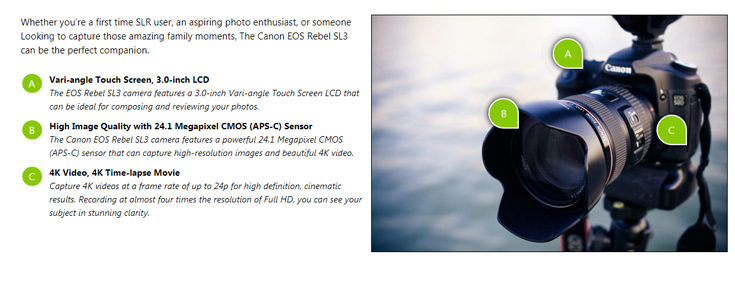 Whether you're a first time SLR user, an aspiring photo enthusiast, or someone
Looking to capture those amazing family moments, The Canon EOS Rebel SL3
can be the perfect companion.
A
Vari-angle Touch Screen, 3.0-inch LCD
The EOS Rebel SL3 camera features a 3.0-inch Vari-angle Touch Screen LCD that
can be ideal for composing and reviewing your photos.
B
High Image Quality with 24.1 Megapixel CMOS (APS-C) Sensor
The Canon EOS Rebel SL3 camera features a powerful 24.1 Megapixel CMOS
(APS-C) sensor that can capture high-resolution images and beautiful 4K video.
C
4K Video, 4K Time-lapse Movie
Capture 4K videos at a frame rate of up to 24p for high definition, cinematic
results. Recording at almost four times the resolution of Full HD, you can see your
subject in stunning clarity.
A
Canon
B
EOS
50D
C